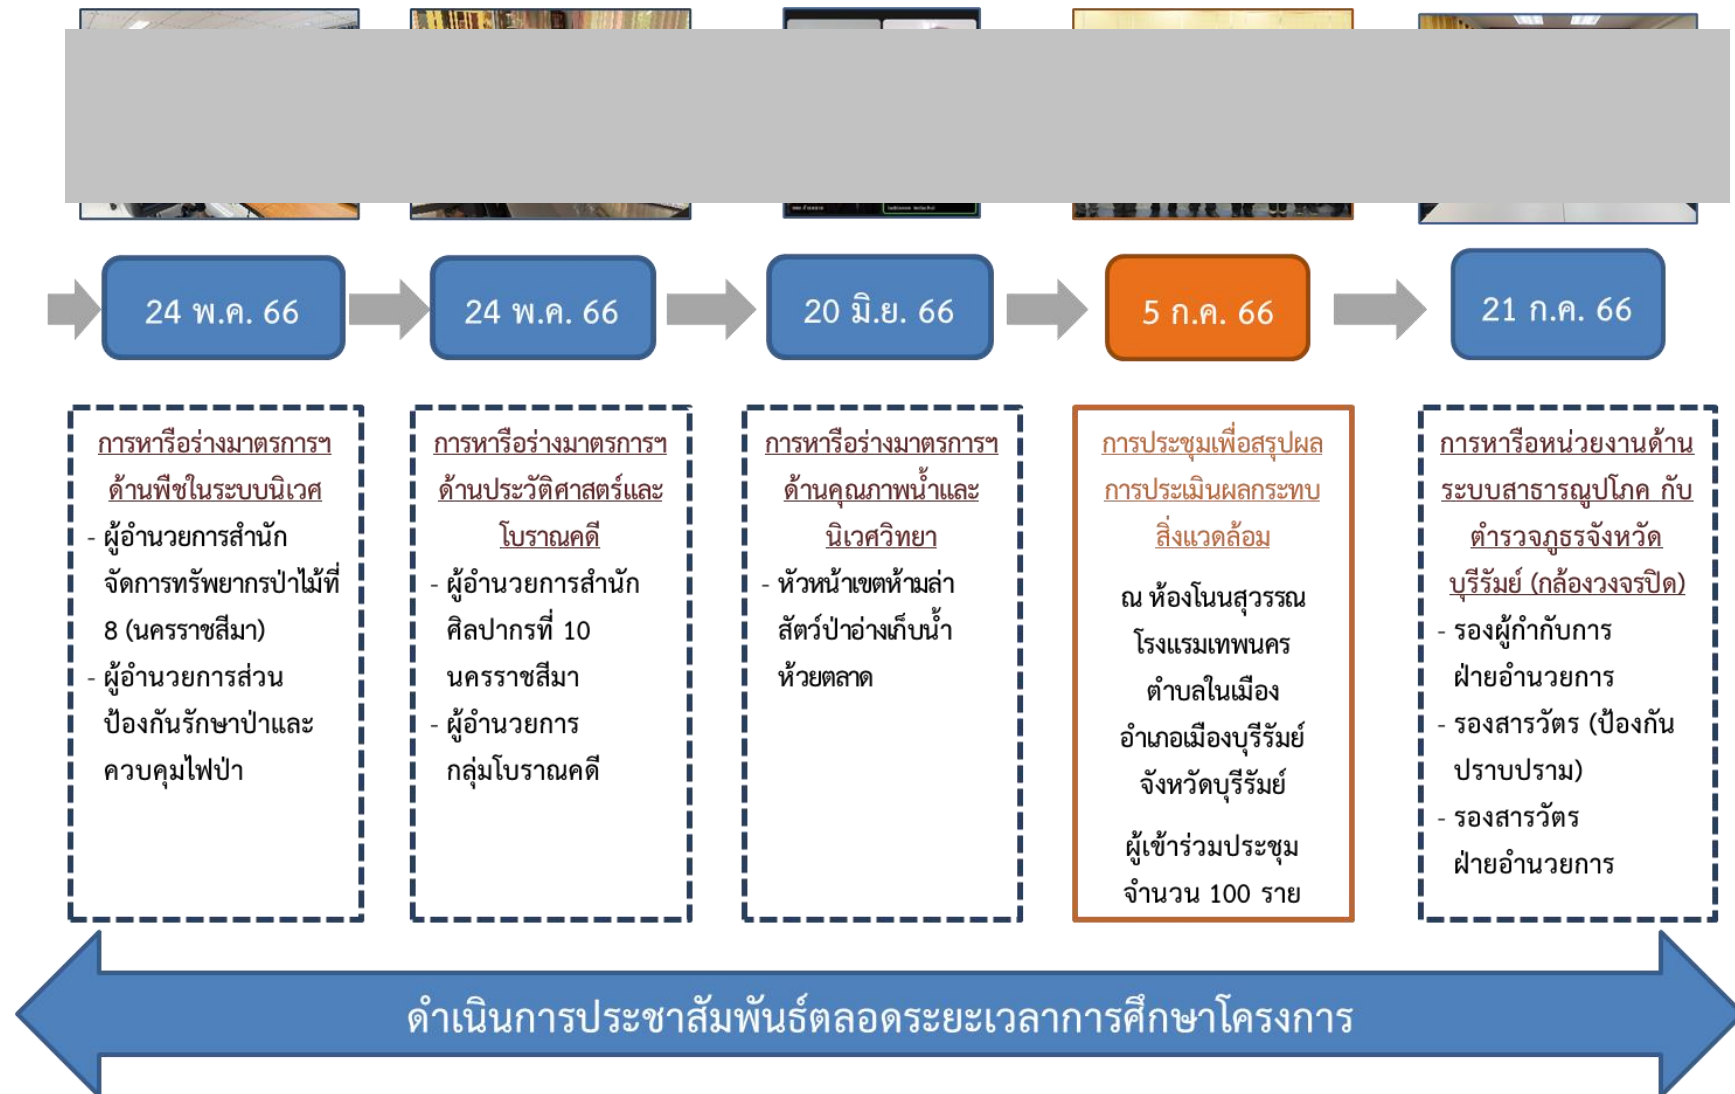 24 พ.ค. 66
24 พ.ค. 66
20 มิ.ย. 66
5 ก.ค. 66
21 ก.ค. 66
การหารือร่างมาตรการฯ
ด้านพืชในระบบนิเวศ
- ผู้อำนวยการสำนัก
จัดการทรัพยากรป่าไม้ที่
8 (นครราชสีมา)
- ผู้อำนวยการส่วน
ป้องกันรักษาป่าและ
ควบคุมไฟป่า
การหารือร่างมาตรการฯ
ด้านประวัติศาสตร์และ
โบราณคดี
- ผู้อำนวยการสำนัก
ศิลปากรที่ 10
นครราชสีมา
- ผู้อำนวยการ
กลุ่มโบราณคดี
การหารือร่างมาตรการฯ
ด้านคุณภาพน้ำและ
นิเวศวิทยา
- หัวหน้าเขตห้ามล่า
สัตว์ป่าอ่างเก็บน้ำ
ห้วยตลาด
การประชุมเพื่อสรุปผล
การประเมินผลกระทบ
สิ่งแวดล้อม
ณ ห้องโนนสุวรรณ
โรงแรมเทพนคร
ตำบลในเมือง
อำเภอเมืองบุรีรัมย์
จังหวัดบุรีรัมย์
ผู้เข้าร่วมประชุม
จำนวน 100 ราย
การหารือหน่วยงานด้าน
ระบบสาธารณูปโภค กับ
ตำรวจภูธรจังหวัด
บุรีรัมย์ (กล้องวงจรปิด)
- รองผู้กำกับการ
ฝ่ายอำนวยการ
- รองสารวัตร (ป้องกัน
ปราบปราม)
- รองสารวัตร
ฝ่ายอำนวยการ
ดำเนินการประชาสัมพันธ์ตลอดระยะเวลาการศึกษาโครงการ